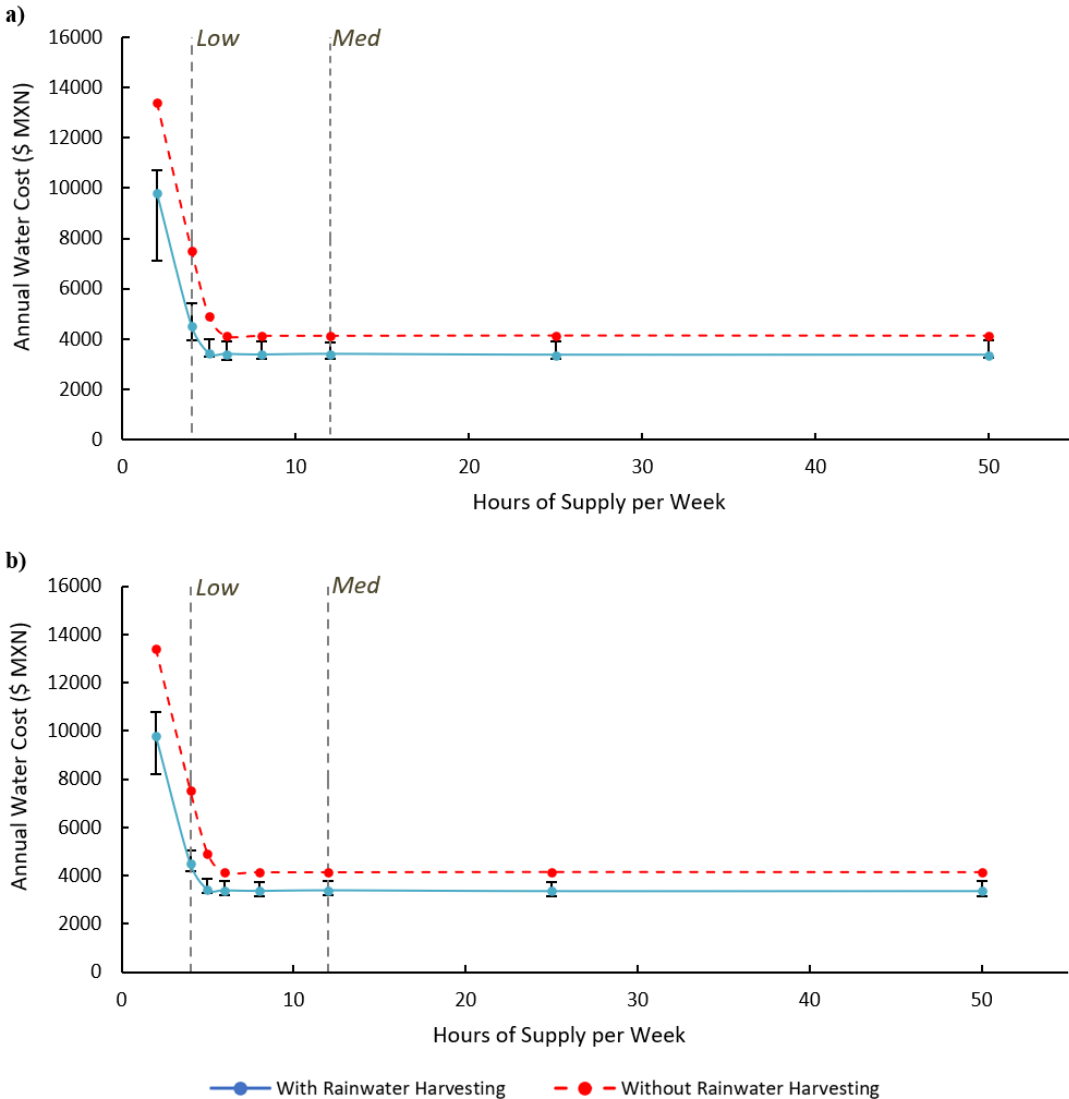 a)
Low Med
16000
14000
12000
10000
8000
6000
4000
2000
0
Annual Water Cost ($ MXN)
0 10 20 30 40 50
Hours of Supply per Week
b)
Low Med
16000
14000
12000
10000
8000
6000
4000
2000
0
Annual Water Cost ($ MXN)
0 10 20 30 40 50
Hours of Supply per Week
With Rainwater Harvesting Without Rainwater Harvesting